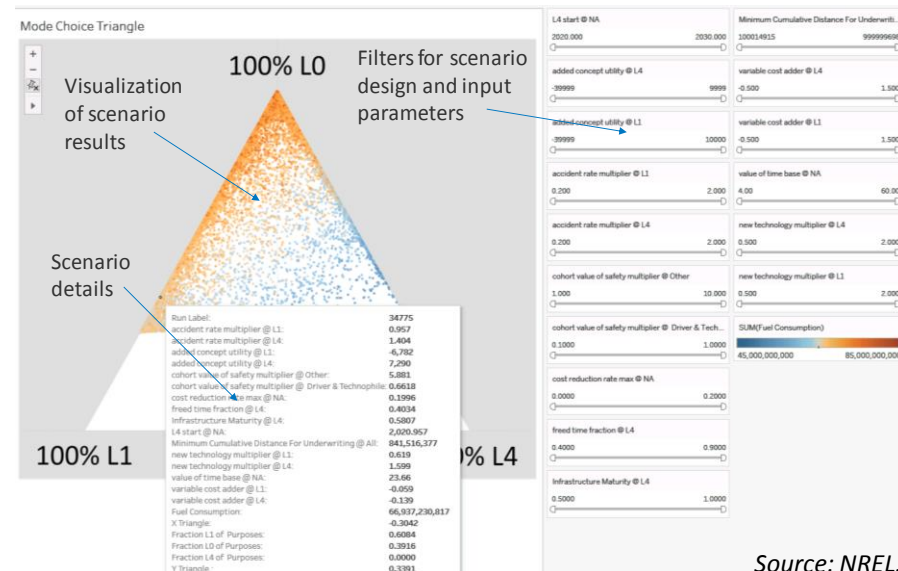 Mode Choice Triangle
+
−
100% L0
Visualization
of scenario
results
Filters for scenario
design and input
parameters
Scenario
details
100% L1
% L4
Run Label: 34775
accident rate multiplier @ L1: 0.957
accident rate multiplier @ L4: 1.404
added concept utility @ L1: -6,782
added concept utility @ L4: 7,290
cohort value of safety multiplier @ Other: 5.881
cohort value of safety multiplier @ Driver & Technophile: 0.6618
cost reduction rate max @ NA: 0.1996
freed time fraction @ L4: 0.4034
Infrastructure Maturity @ L4: 0.5807
L4 start @ NA: 2,020.957
Minimum Cumulative Distance For Underwriting @ All: 841,516,377
new technology multiplier @ L1: 0.619
new technology multiplier @ L4: 1.599
value of time base @ NA: 23.66
variable cost adder @ L1: -0.059
variable cost adder @ L4: -0.139
Fuel Consumption: 66,937,230,817
X Triangle: -0.3042
Fraction L1 of Purposes: 0.6084
Fraction L0 of Purposes: 0.3916
Fraction L4 of Purposes: 0.0000
Y Triangle : 0.3391
L4 start @ NA
2020.000 2030.000
added concept utility @ L4
-39999 9999
added concept utility @ L1
-39999 10000
accident rate multiplier @ L1
0.200 2.000
accident rate multiplier @ L4
0.200 2.000
cohort value of safety multiplier @ Other
1.000 10.000
cohort value of safety multiplier @ Driver & Tech...
0.1000 1.0000
cost reduction rate max @ NA
0.0000 0.2000
freed time fraction @ L4
0.4000 0.9000
Infrastructure Maturity @ L4
0.5000 1.0000
Minimum Cumulative Distance For Underwriti..
100014915 999999698
variable cost adder @ L4
-0.500 1.500
variable cost adder @ L1
-0.500 1.500
value of time base @ NA
4.00 60.00
new technology multiplier @ L4
0.500 2.000
new technology multiplier @ L1
0.500 2.000
SUM(Fuel Consumption)
45,000,000,000 85,000,000,000
Source: NREL.